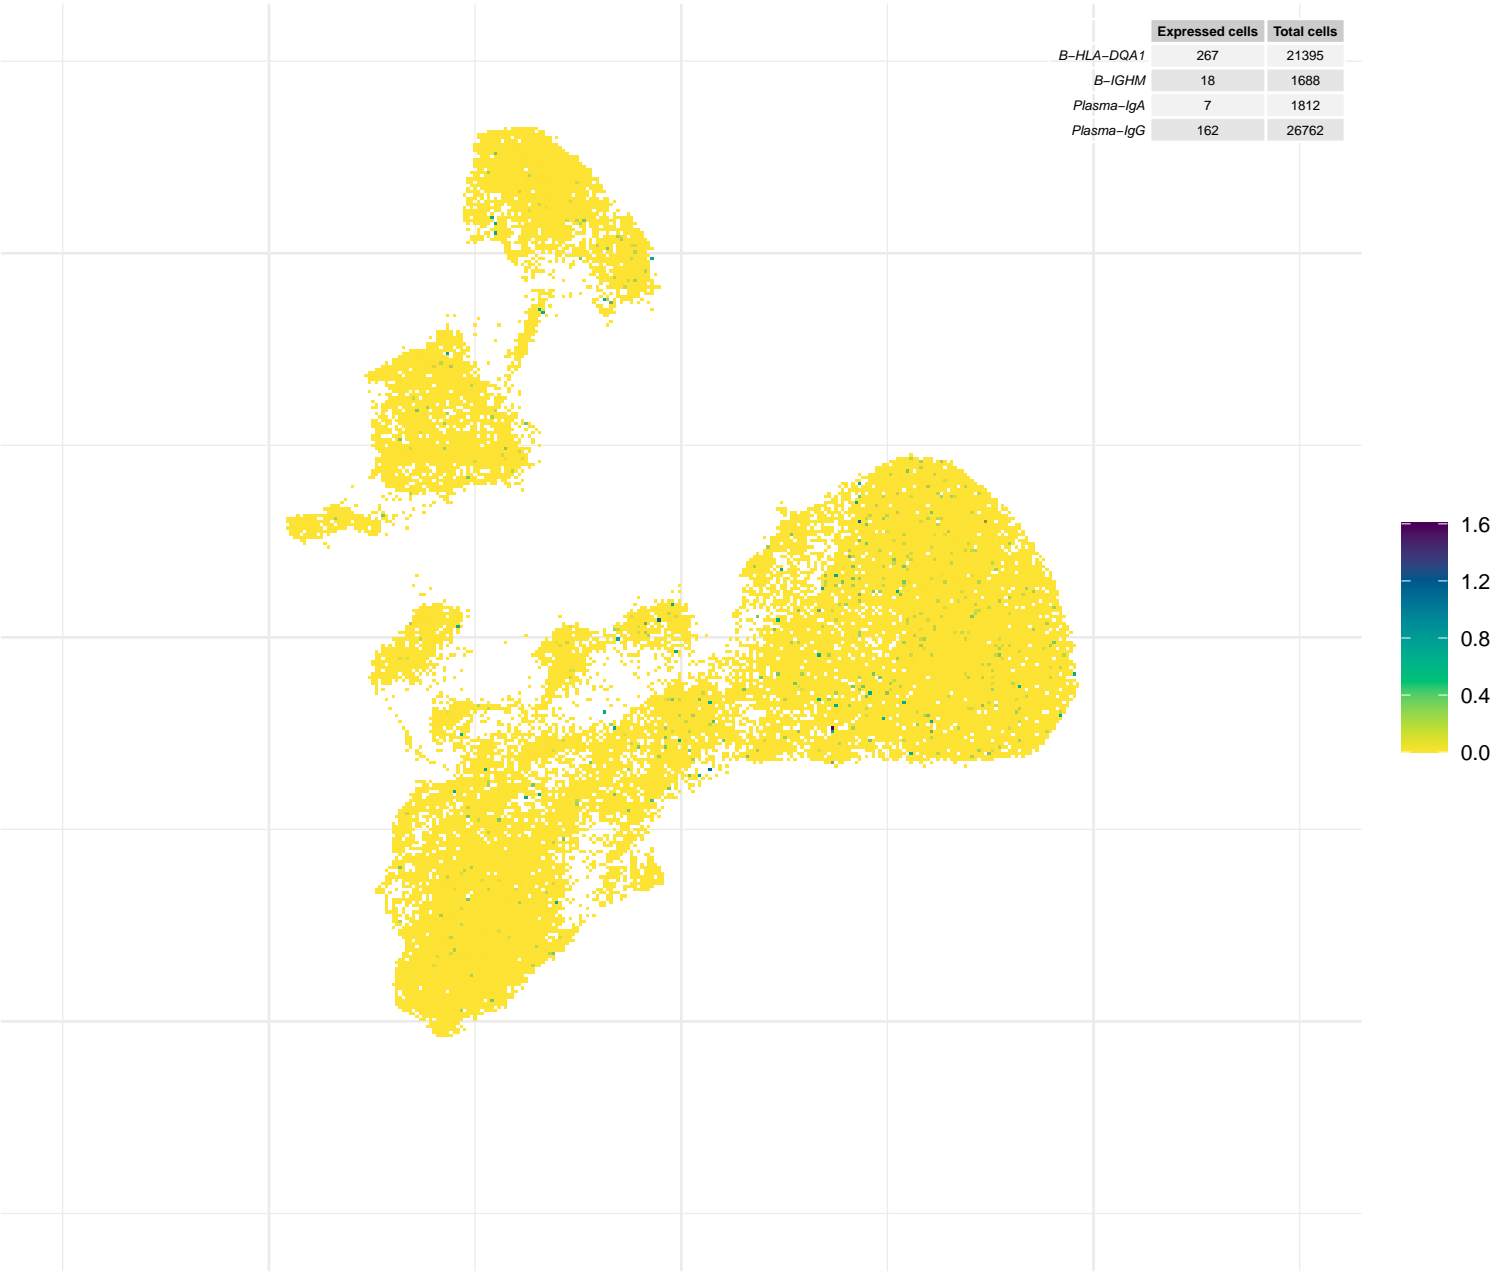 Expressed cells Total cells
B−HLA−DQA1 267 21395
B−IGHM 18 1688
Plasma−IgA 7 1812
Plasma−IgG 162 26762
1.6
1.2
0.8
0.4
0.0